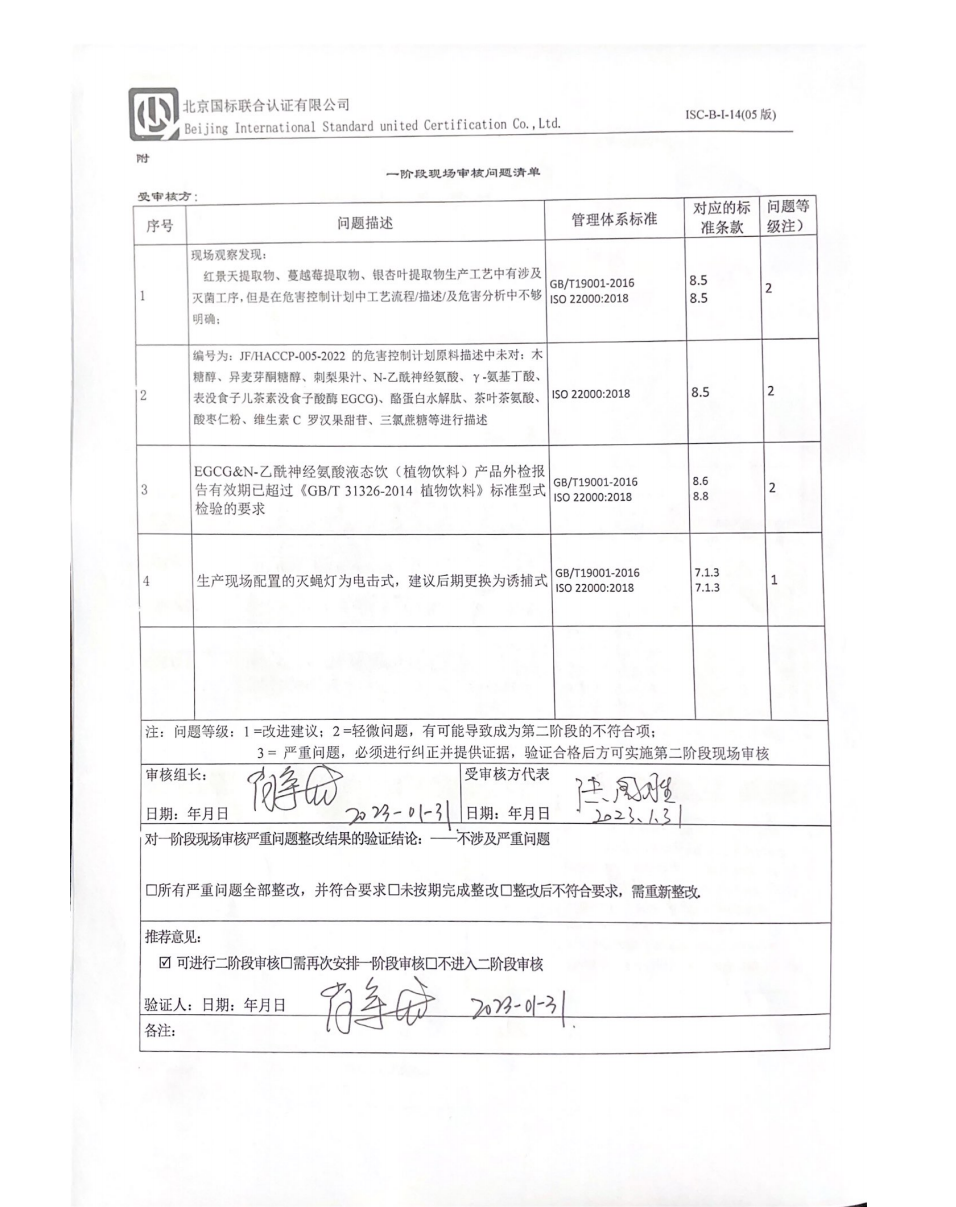 北京国标联合认证有限公司
Beijing International Standard united Certification Co.,Ltd.
ISC-B-I-14(05 版)
附
一阶段现场审核问题清单
受审核方：
序号
问题描述
管理体系标准
对应的标
准条款
问题等
级注）
1
现场观察发现：
红景天提取物、蔓越莓提取物、银杏叶提取物生产工艺中有涉及
灭菌工序，但是在危害控制计划中工艺流程/描述/及危害分析中不够
明确；
GB/T19001-2016
ISO 22000:2018
8.5
8.5
2
2
编号为：JF/HACCP-005-2022 的危害控制计划原料描述中未对：木
糖醇、异麦芽酮糖醇、刺梨果汁、N-乙酰神经氨酸、γ-氨基丁酸、
表没食子儿茶素没食子酸酶 EGCG)、酪蛋白水解肽、茶叶茶氨酸、
酸枣仁粉、维生素 C 罗汉果甜苷、三氯蔗糖等进行描述
ISO 22000:2018
8.5
2
3
EGCG&N-乙酰神经氨酸液态饮（植物饮料）产品外检报
告有效期已超过《GB/T 31326-2014 植物饮料》标准型式
检验的要求
GB/T19001-2016
ISO 22000:2018
8.6
8.8
2
4
生产现场配置的灭蝇灯为电击式，建议后期更换为诱捕式
GB/T19001-2016
ISO 22000:2018
7.1.3
7.1.3
1
注：问题等级：1 =改进建议；2 =轻微问题，有可能导致成为第二阶段的不符合项；
3 = 严重问题，必须进行纠正并提供证据，验证合格后方可实施第二阶段现场审核
审核组长：
日期：年月日
2023-01-31
受审核方代表
日期：年月日
2023.1.31
对一阶段现场审核严重问题整改结果的验证结论：——不涉及严重问题
☐所有严重问题全部整改，并符合要求☐未按期完成整改☐整改后不符合要求，需重新整改.
推荐意见：
☑ 可进行二阶段审核☐需再次安排一阶段审核☐不进入二阶段审核
验证人：日期：年月日
2023-01-31
各注：